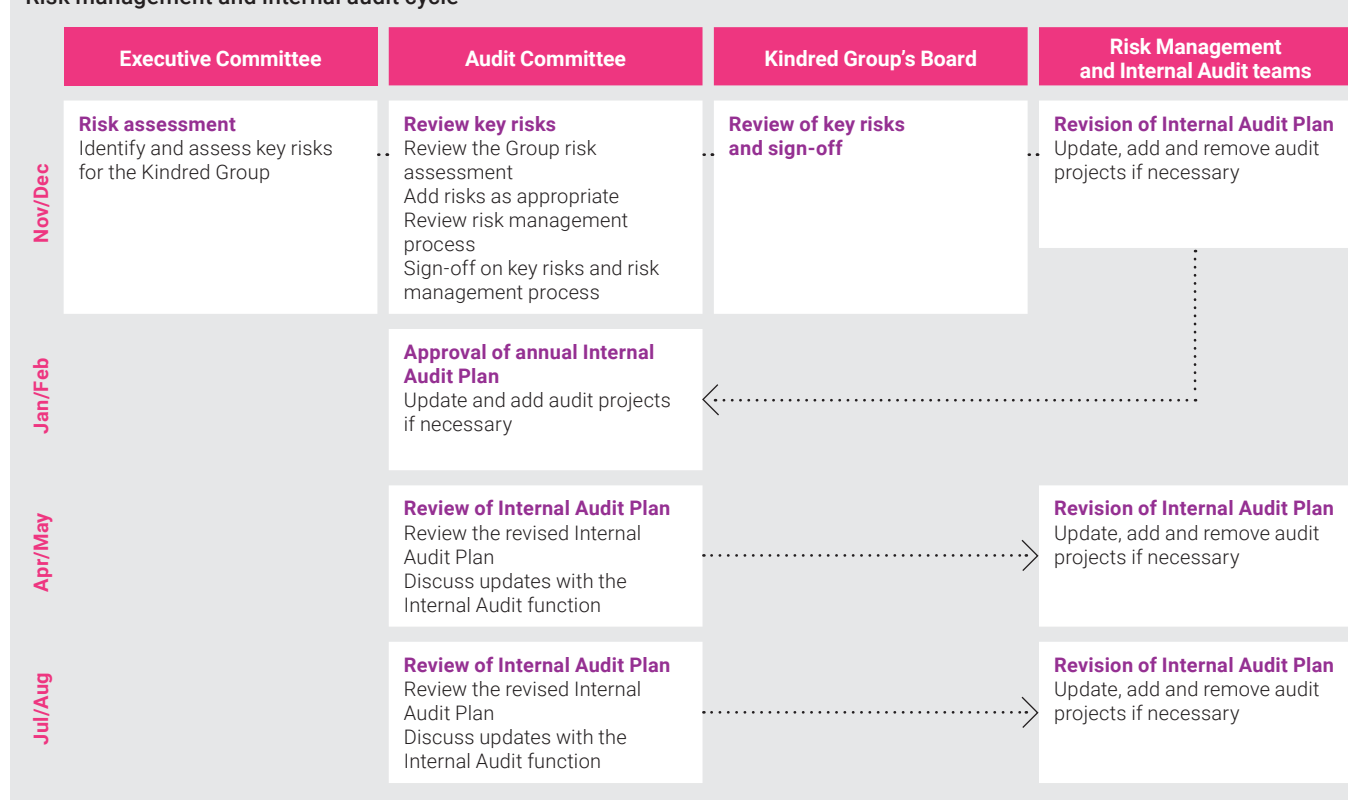 Risk management and internal audit cycle
Executive Committee
Audit Committee
Kindred Group's Board
Risk Management
and Internal Audit teams
Nov/Dec
Risk assessment
Identify and assess key risks
for the Kindred Group
Review key risks
Review the Group risk
assessment
Add risks as appropriate
Review risk management
process
Sign-off on key risks and risk
management process
Review of key risks
and sign-off
Revision of Internal Audit Plan
Update, add and remove audit
projects if necessary
Jan/Feb
Approval of annual Internal
Audit Plan
Update and add audit projects
if necessary
Apr/May
Review of Internal Audit Plan
Review the revised Internal
Audit Plan
Discuss updates with the
Internal Audit function
Revision of Internal Audit Plan
Update, add and remove audit
projects if necessary
Jul/Aug
Review of Internal Audit Plan
Review the revised Internal
Audit Plan
Discuss updates with the
Internal Audit function
Revision of Internal Audit Plan
Update, add and remove audit
projects if necessary